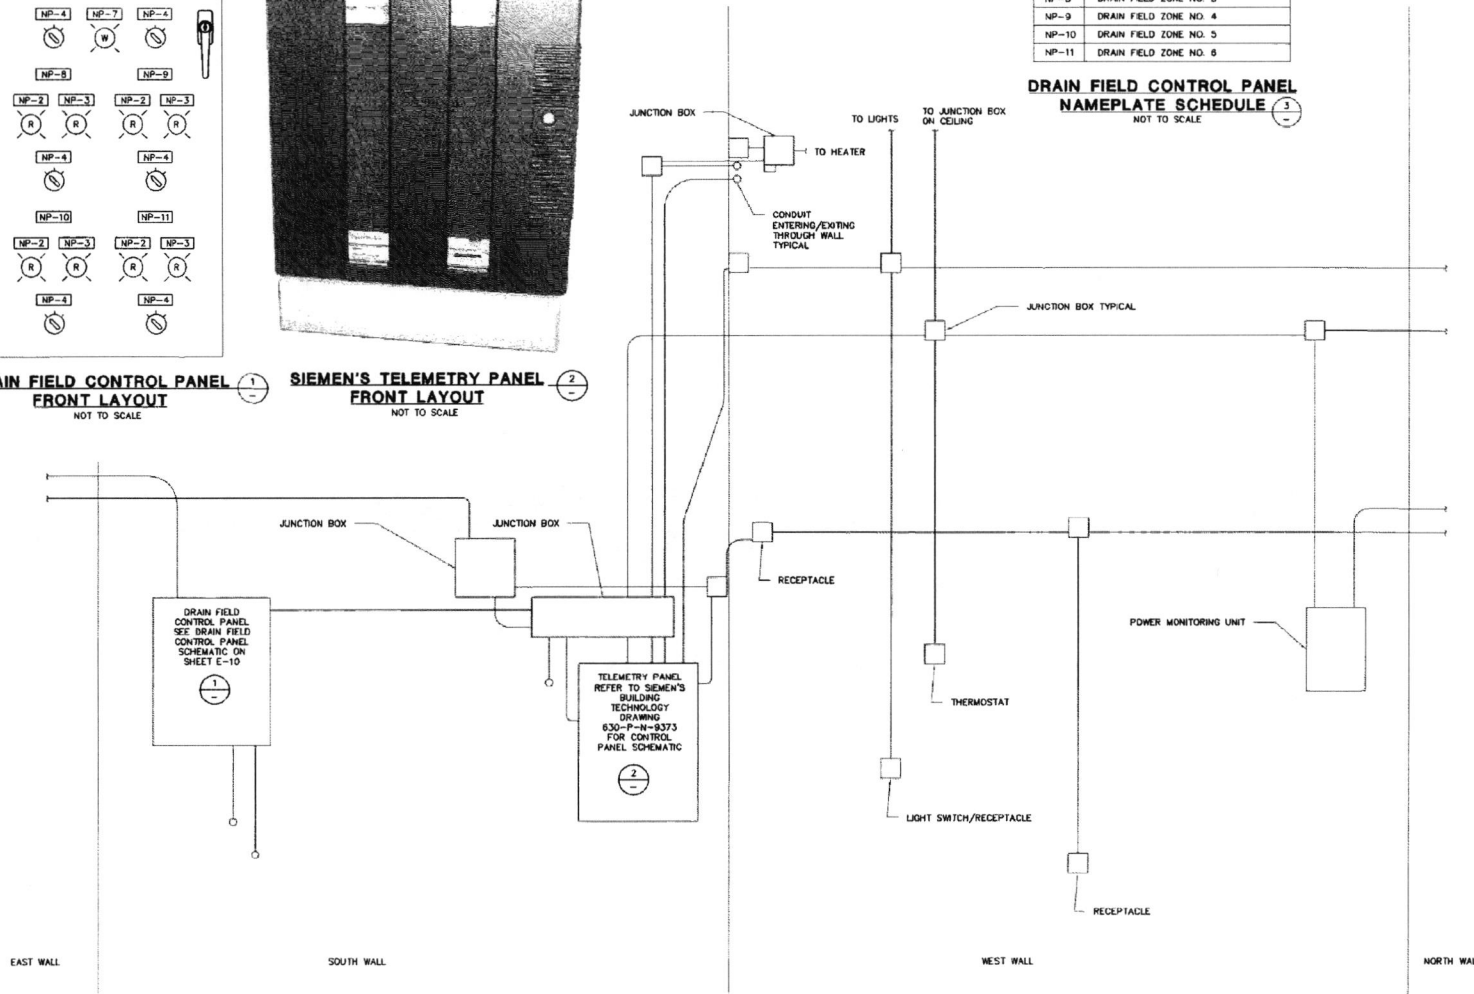 NP-4 NP-7 NP-4
W
NP-8 NP-9
NP-2 NP-3 NP-2 NP-3
R R R R
NP-4 NP-4
NP-10 NP-11
NP-2 NP-3 NP-2 NP-3
R R R R
NP-4 NP-4
AIN FIELD CONTROL PANEL
FRONT LAYOUT
NOT TO SCALE
1
-
SIEMEN'S TELEMETRY PANEL
FRONT LAYOUT
NOT TO SCALE
2
-
NP-9 DRAIN FIELD ZONE NO. 4
NP-10 DRAIN FIELD ZONE NO. 5
NP-11 DRAIN FIELD ZONE NO. 6
DRAIN FIELD CONTROL PANEL
NAMEPLATE SCHEDULE
NOT TO SCALE
3
-
JUNCTION BOX
TO HEATER
TO LIGHTS
TO JUNCTION BOX
ON CEILING
CONDUIT
ENTERING/EXITING
THROUGH WALL
TYPICAL
JUNCTION BOX TYPICAL
JUNCTION BOX
JUNCTION BOX
RECEPTACLE
DRAIN FIELD
CONTROL PANEL
SEE DRAIN FIELD
CONTROL PANEL
SCHEMATIC ON
SHEET E-10
1
-
TELEMETRY PANEL
REFER TO SIEMEN'S
BUILDING
TECHNOLOGY
DRAWING
630-P-N-9373
FOR CONTROL
PANEL SCHEMATIC
2
-
POWER MONITORING UNIT
THERMOSTAT
LIGHT SWITCH/RECEPTACLE
RECEPTACLE
EAST WALL
SOUTH WALL
WEST WALL
NORTH WAL